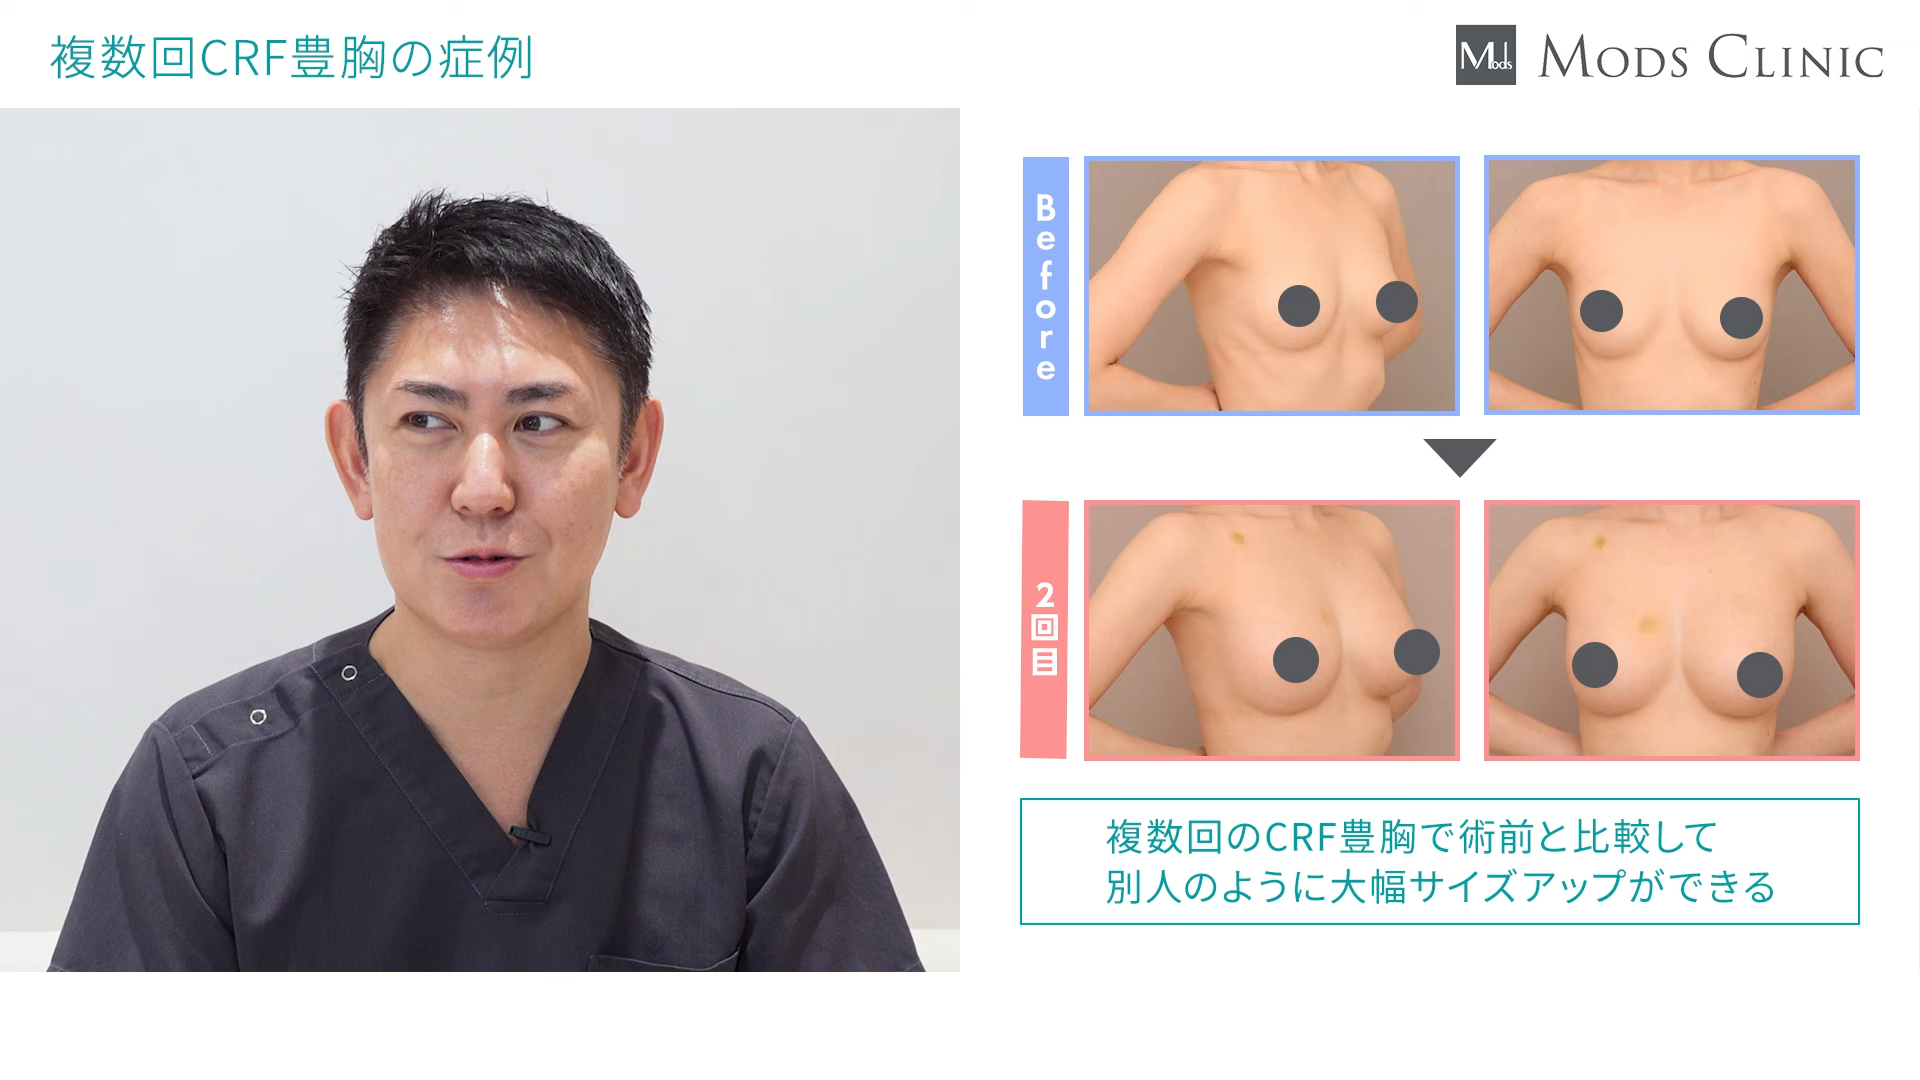 複数回CRF豊胸の症例
Mods
MODS CLINIC
Before
2回目
複数回のCRF豊胸で術前と比較して
別人のように大幅サイズアップができる